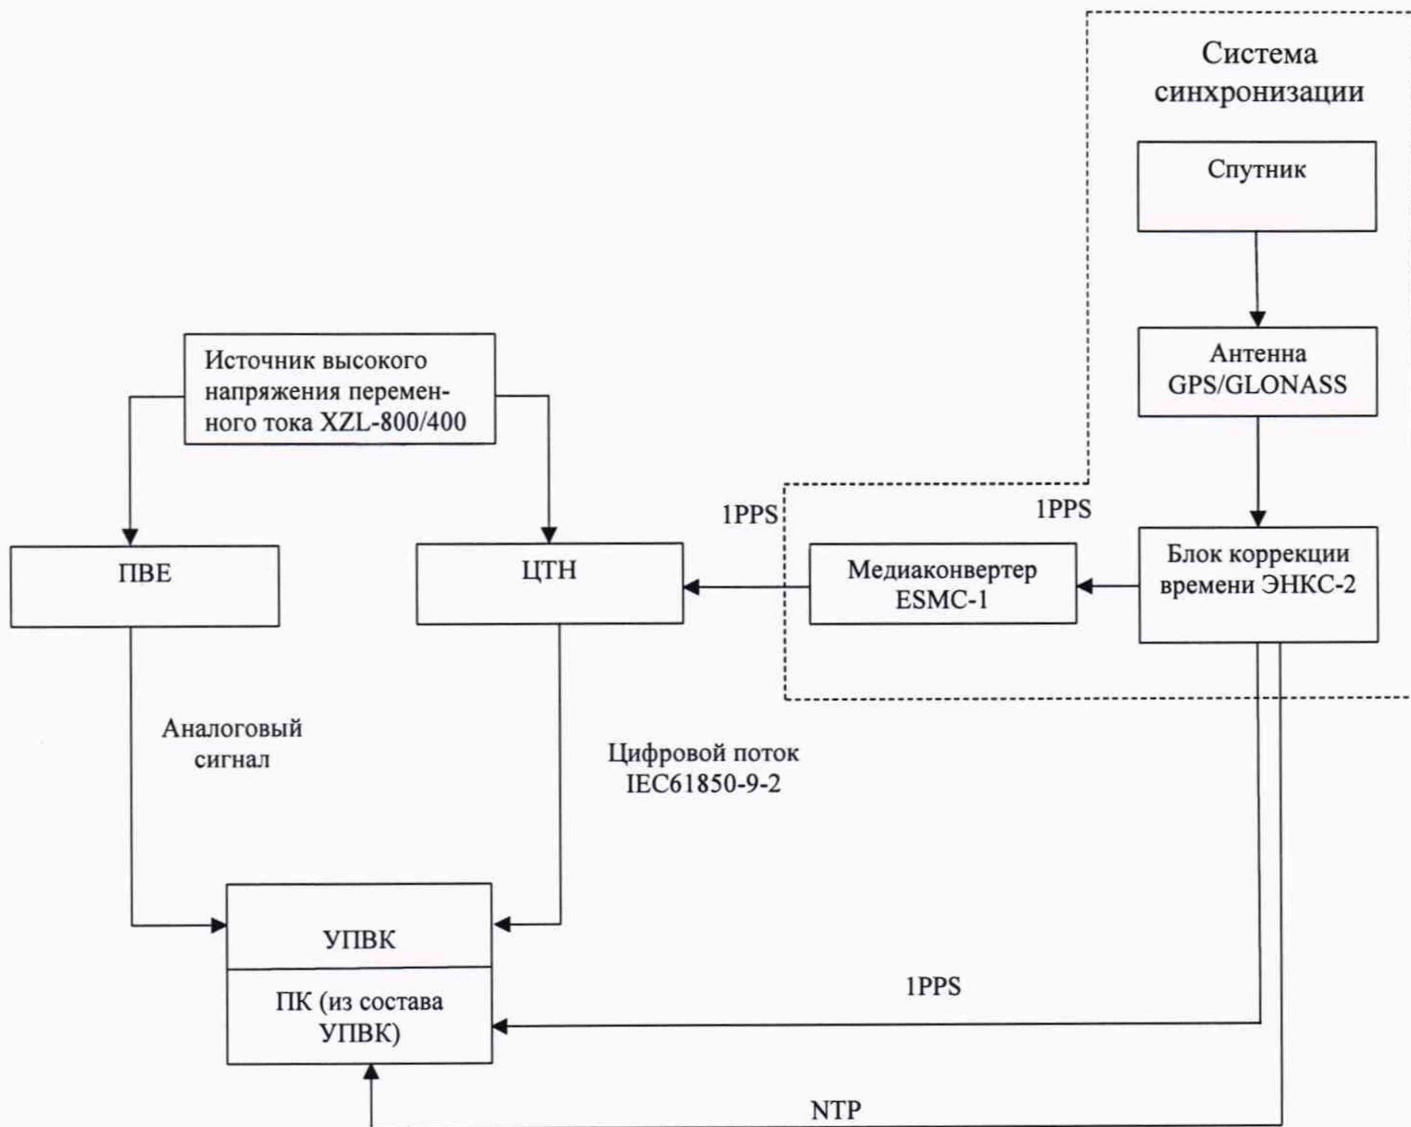 Система
синхронизации
Спутник
Антенна
GPS/GLONASS
Источник высокого
напряжения перемен-
ного тока XZL-800/400
1PPS
1PPS
ПВЕ
ЦТН
Медиаконвертер
ESMC-1
Блок коррекции
времени ЭНКС-2
Аналоговый
сигнал
Цифровой поток
IEC61850-9-2
УПВК
ПК (из состава
УПВК)
1PPS
NTP